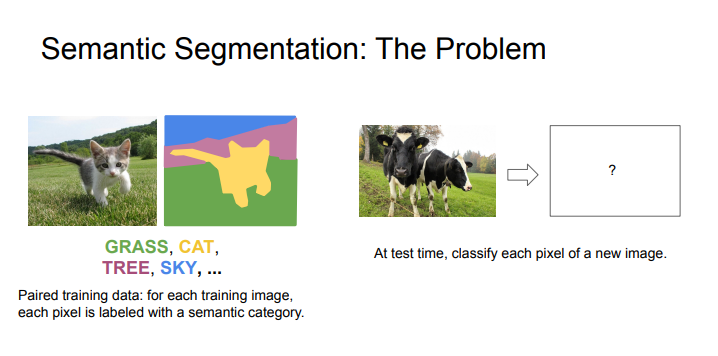 Semantic Segmentation: The Problem
GRASS, CAT,
TREE, SKY, ...
Paired training data: for each training image,
each pixel is labeled with a semantic category.
?
At test time, classify each pixel of a new image.